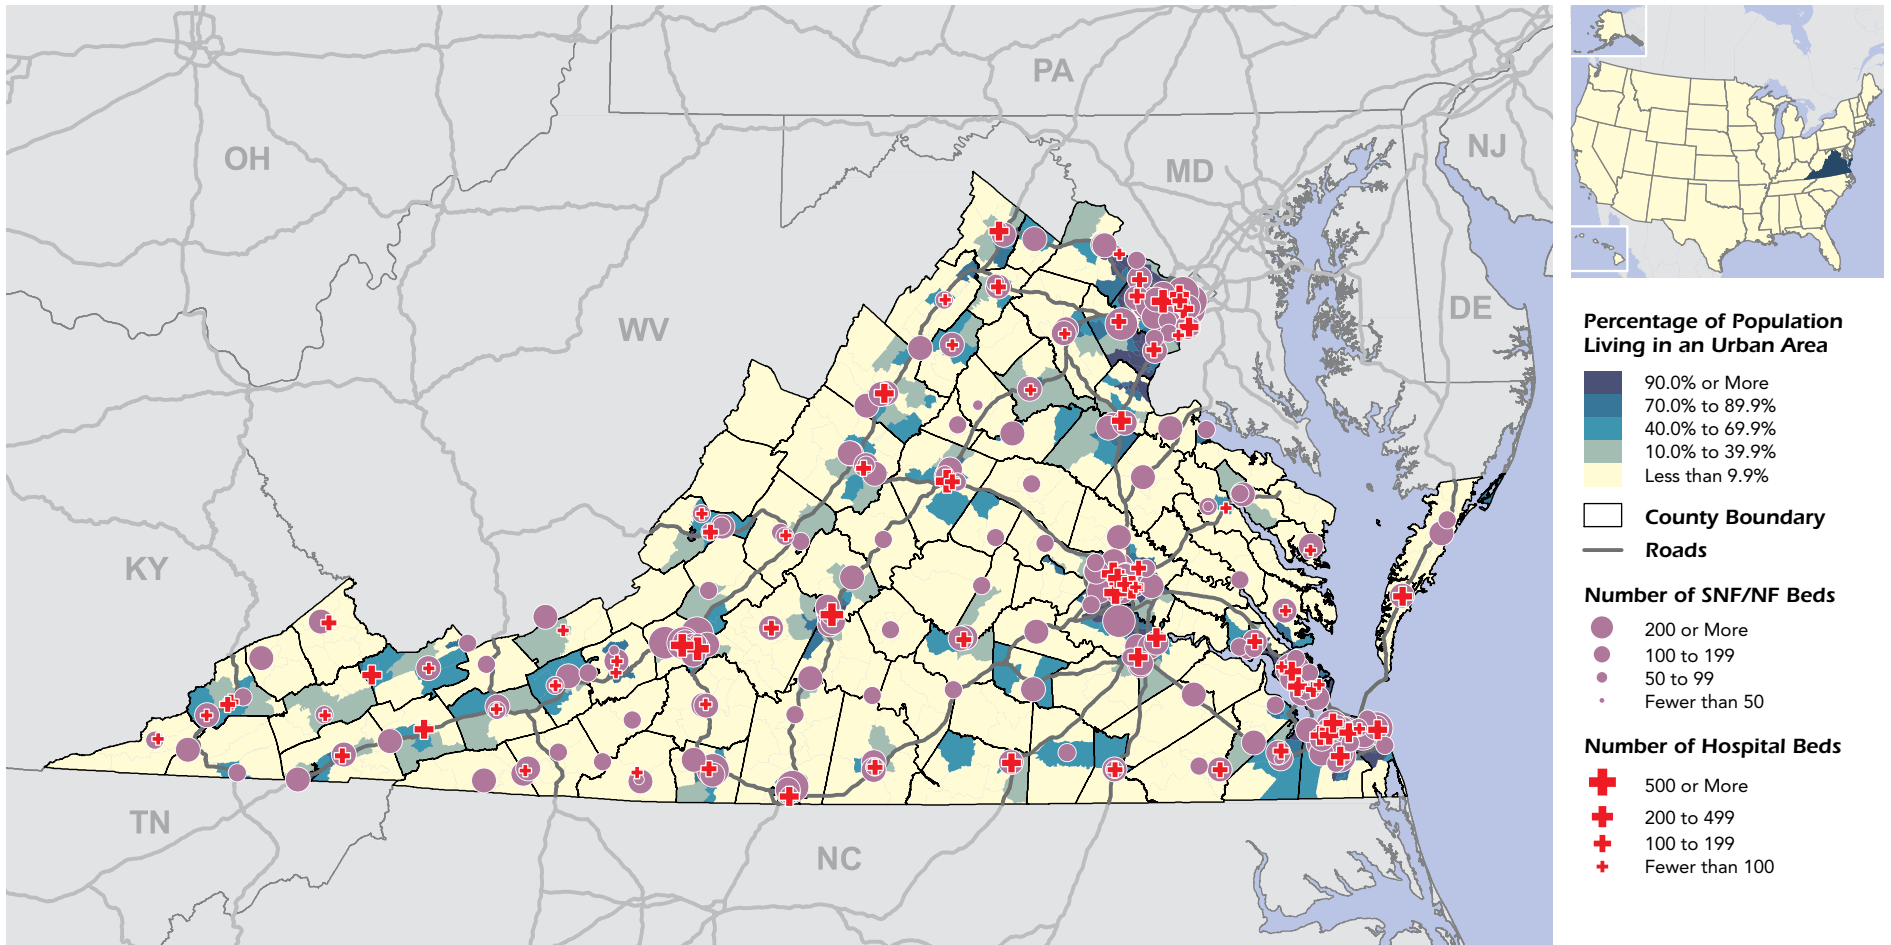 PA
OH
MD
NJ
WV
DE
KY
TN
NC
Percentage of Population
Living in an Urban Area
90.0% or More
70.0% to 89.9%
40.0% to 69.9%
10.0% to 39.9%
Less than 9.9%
County Boundary
Roads
Number of SNF/NF Beds
200 or More
100 to 199
50 to 99
Fewer than 50
Number of Hospital Beds
500 or More
200 to 499
100 to 199
Fewer than 100